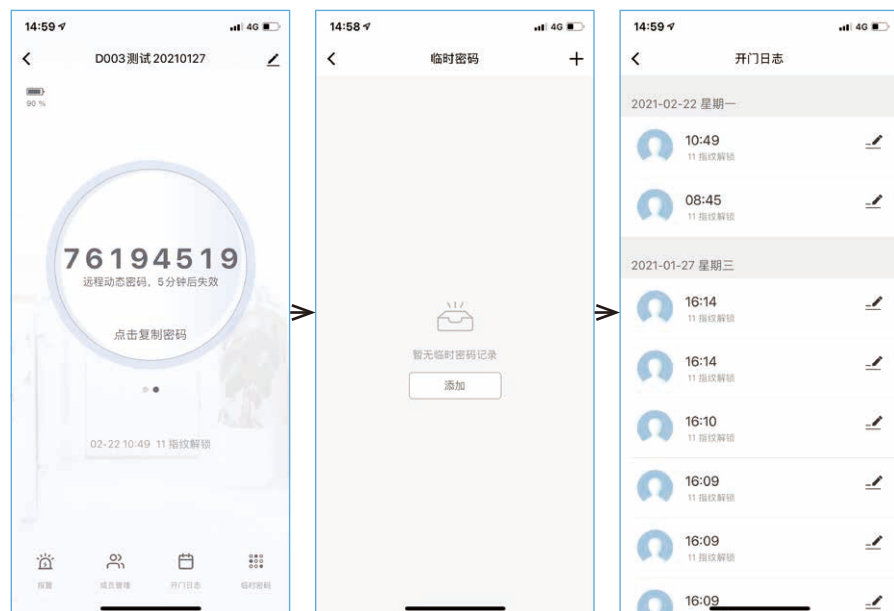 14:59
4G
D003测试20210127
90 %
76194519
远程动态密码，5分钟后失效
点击复制密码
02-22 10:49 11 指纹解锁
报警
成员管理
开门日志
临时密码
14:58
4G
临时密码
暂无临时密码记录
添加
14:59
4G
开门日志
2021-02-22 星期一
10:49
11 指纹解锁
08:45
11 指纹解锁
2021-01-27 星期三
16:14
11 指纹解锁
16:14
11 指纹解锁
16:10
11 指纹解锁
16:09
11 指纹解锁
16:09
11 指纹解锁
16:09